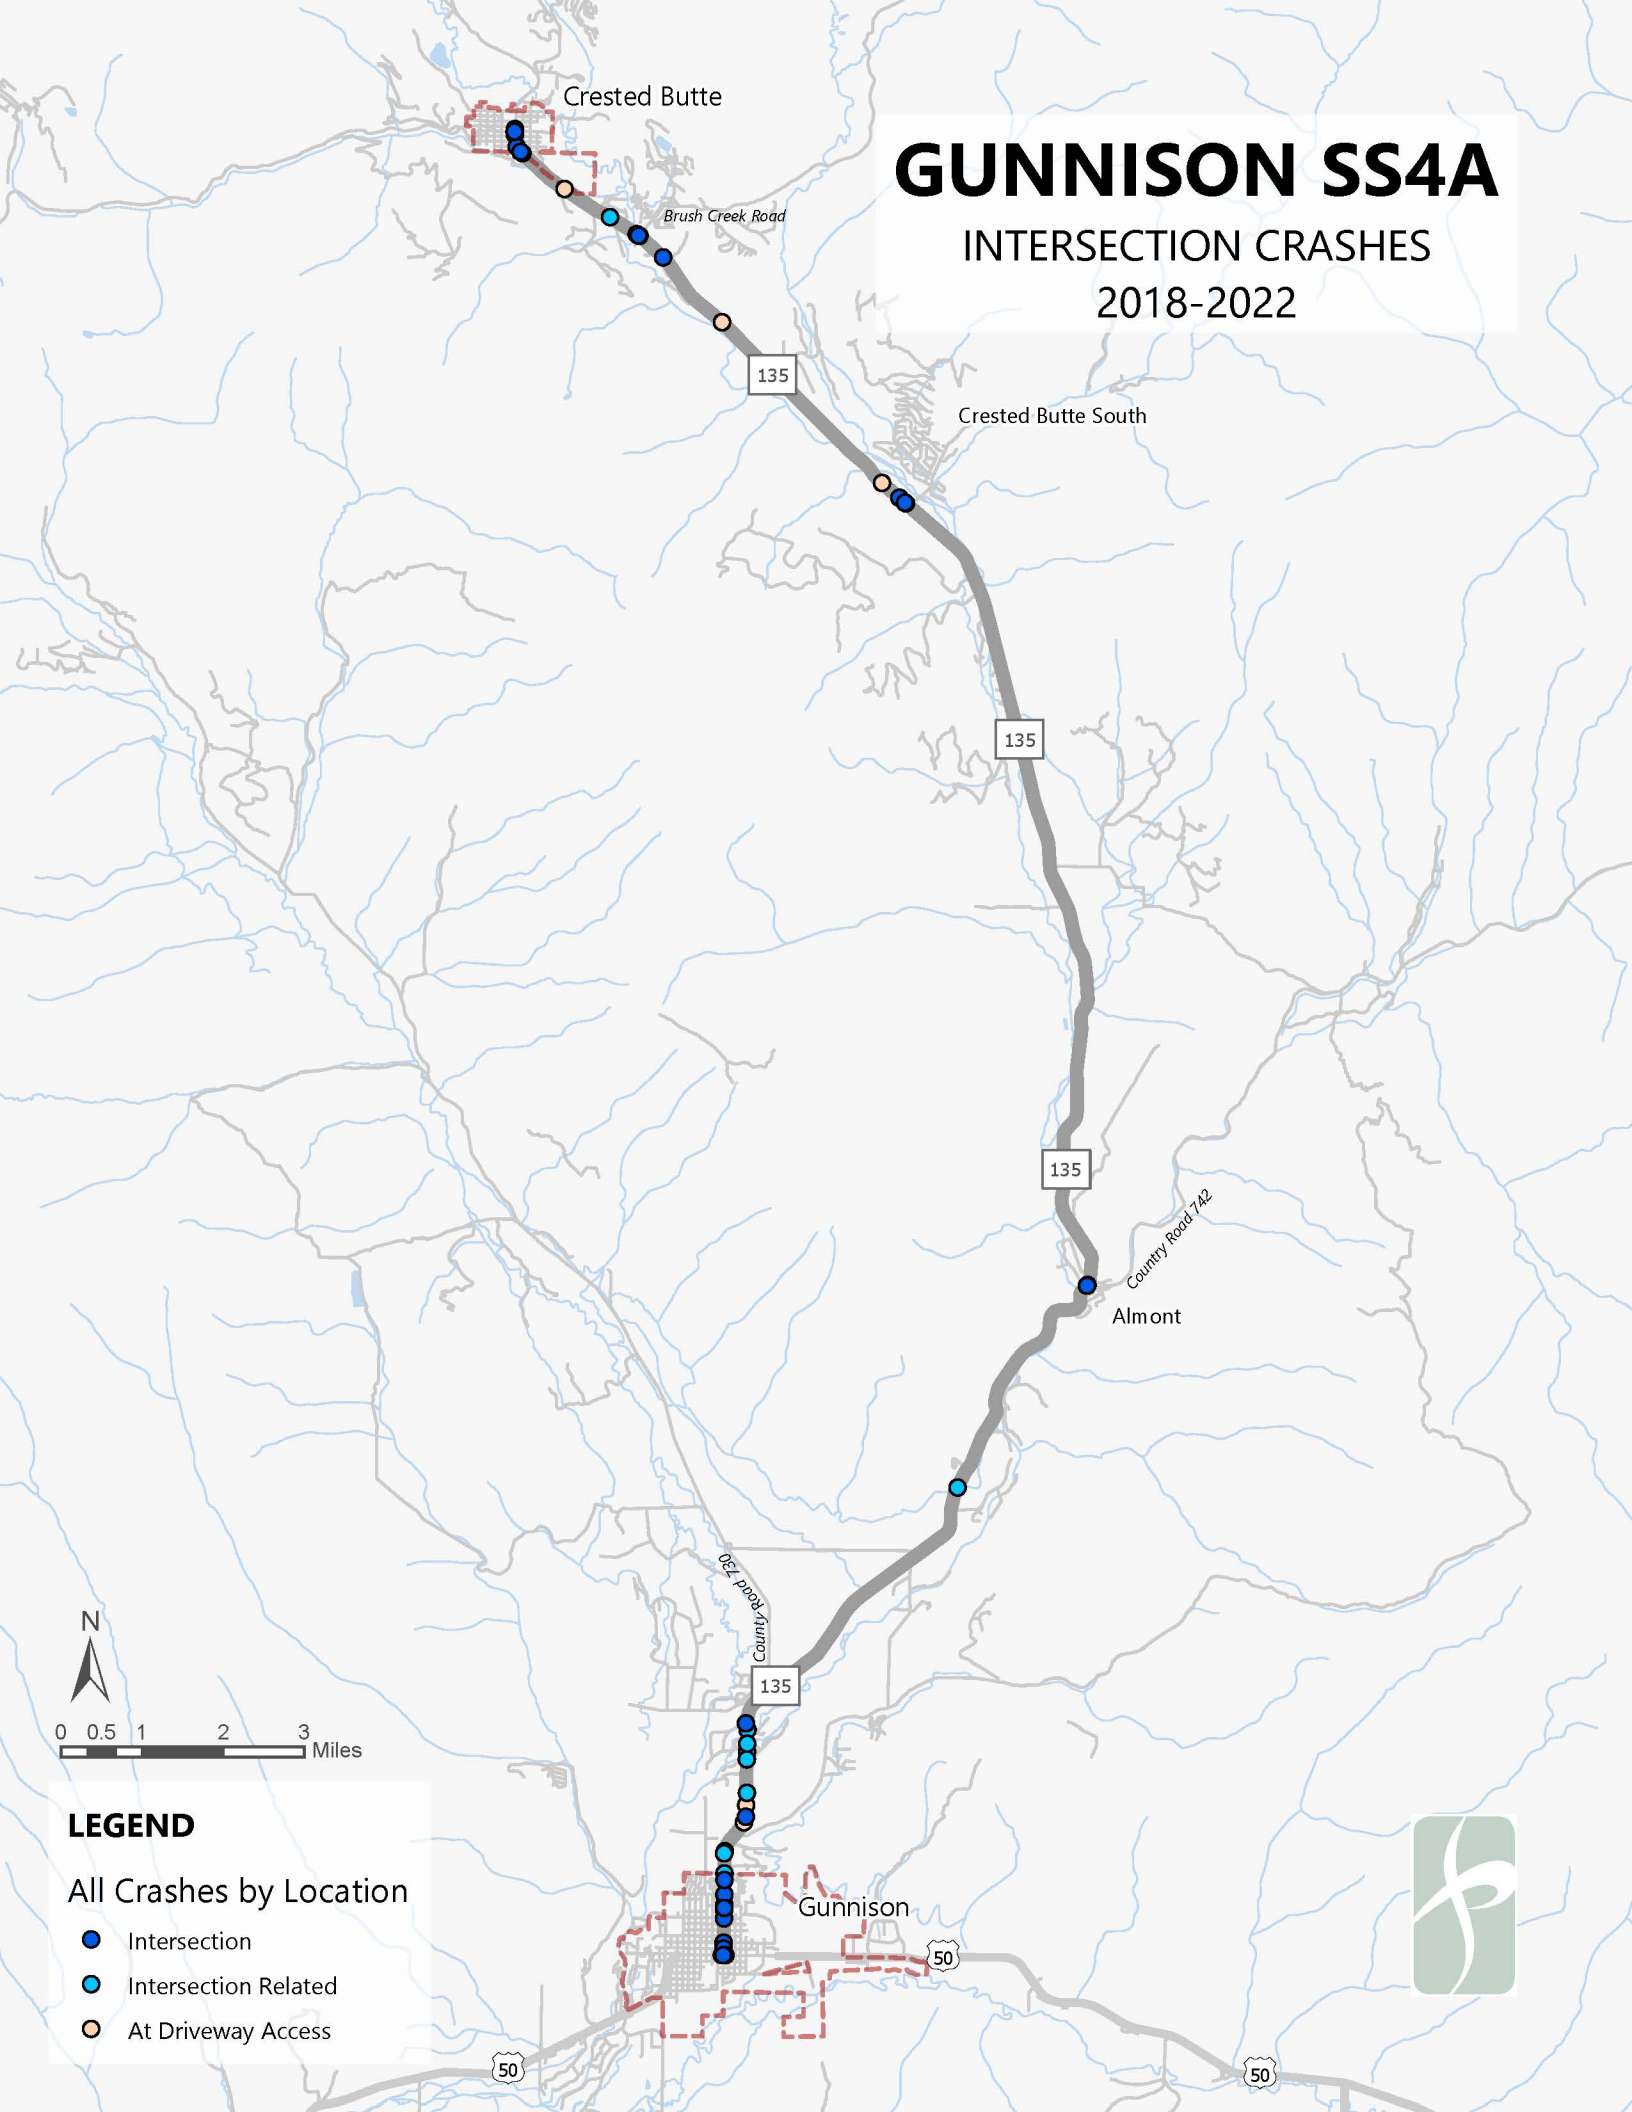 Crested Butte
GUNNISON SS4A
INTERSECTION CRASHES
2018-2022
Brush Creek Road
135
Crested Butte South
135
135
Country Road 742
Almont
County Road 730
135
N
0 0.5 1 2 3
Miles
LEGEND
All Crashes by Location
Intersection
Intersection Related
At Driveway Access
Gunnison
50
50
50